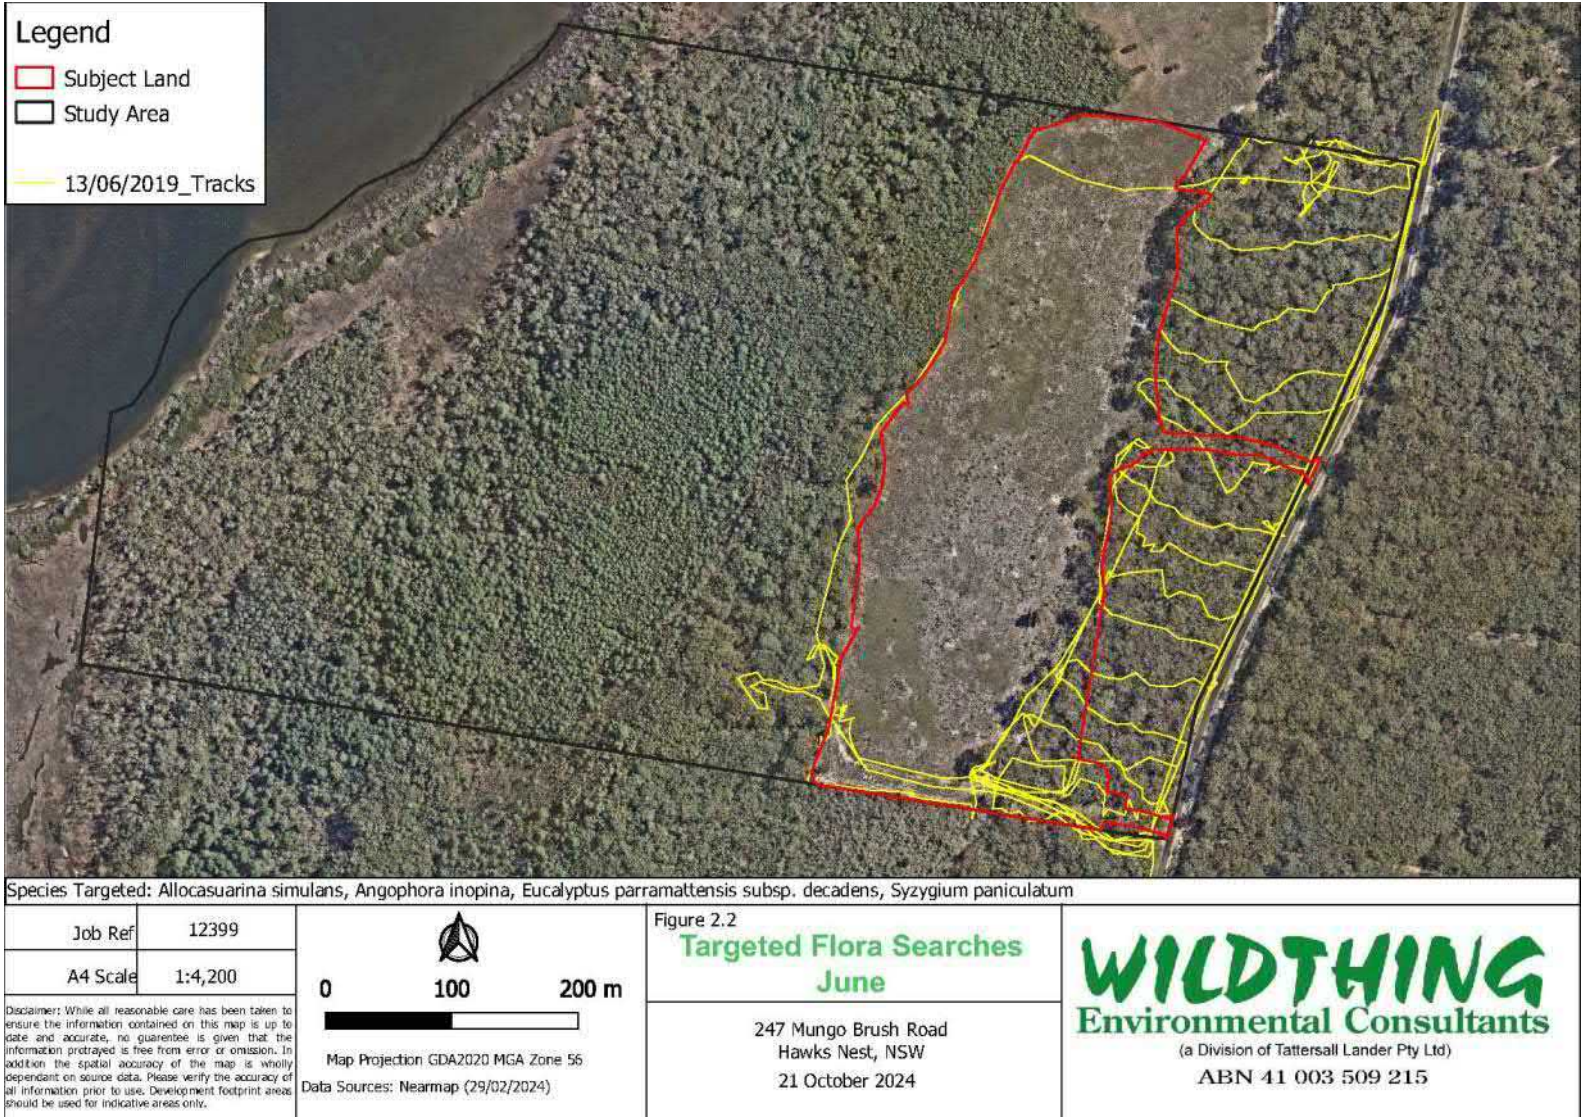 Legend
Subject Land
Study Area
13/06/2019_Tracks
Species Targeted: Allocasuarina simulans, Angophora inopina, Eucalyptus parramattensis subsp. decadens, Syzygium paniculatum
Job Ref 12399
A4 Scale 1:4,200
Disclaimer: While all reasonable care has been taken to
ensure the information contained on this map is up to
date and acurate, no guarentee is given that the
information protrayed is free from error or omission. In
addition the spatial accuracy of the map is wholly
dependant on source data. Please verify the accuracy of
all information prior to use. Development footprint areas
should be used for indicative areas only.
0 100 200 m
Map Projection GDA2020 MGA Zone 56
Data Sources: Nearmap (29/02/2024)
Figure 2.2
Targeted Flora Searches
June
247 Mungo Brush Road
Hawks Nest, NSW
21 October 2024
WILDTHING
Environmental Consultants
(a Division of Tattersall Lander Pty Ltd)
ABN 41 003 509 215